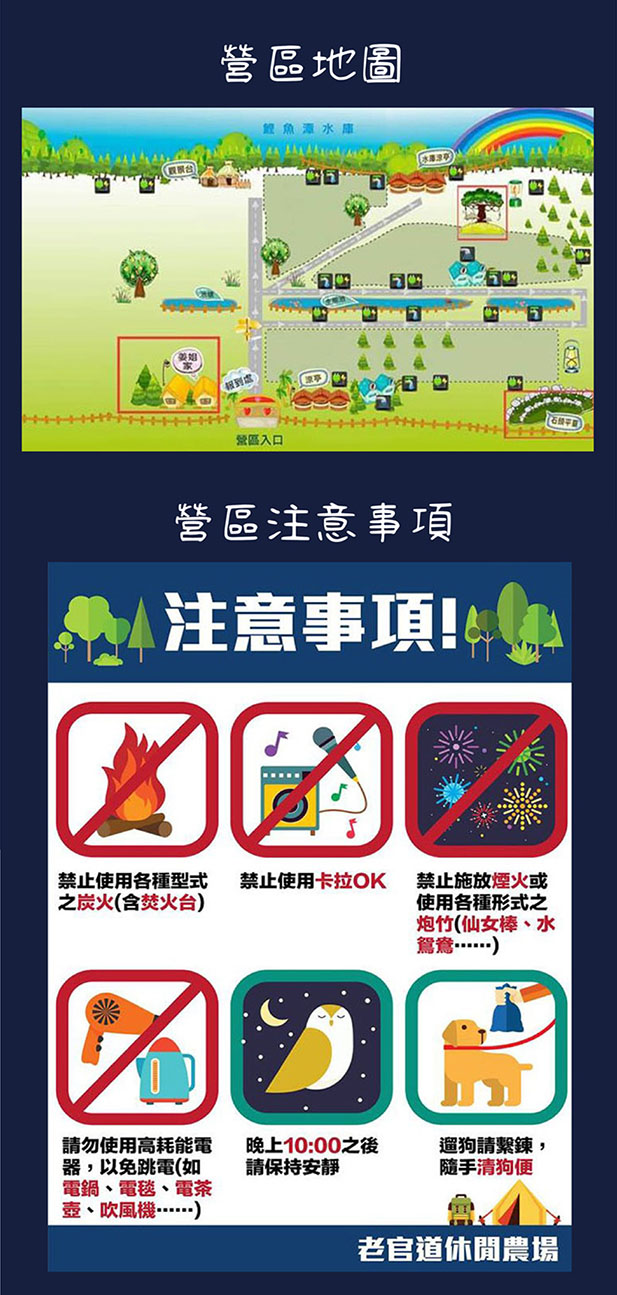 營區地圖
鯉魚潭水庫
水庫涼亭
觀景台
魚池
姜姐
家
報到處
涼亭
石頭平臺
營區入口
營區注意事項
注意事項!
禁止使用各種型式
之炭火(含焚火台)
禁止使用卡拉OK
禁止施放煙火或
使用各種形式之
炮竹(仙女棒、水
鴛鴦……)
請勿使用高耗能電
器，以免跳電(如
電鍋、電毯、電茶
壺、吹風機……)
晚上10:00之後
請保持安靜
遛狗請繫鍊，
隨手清狗便
老官道休閒農場